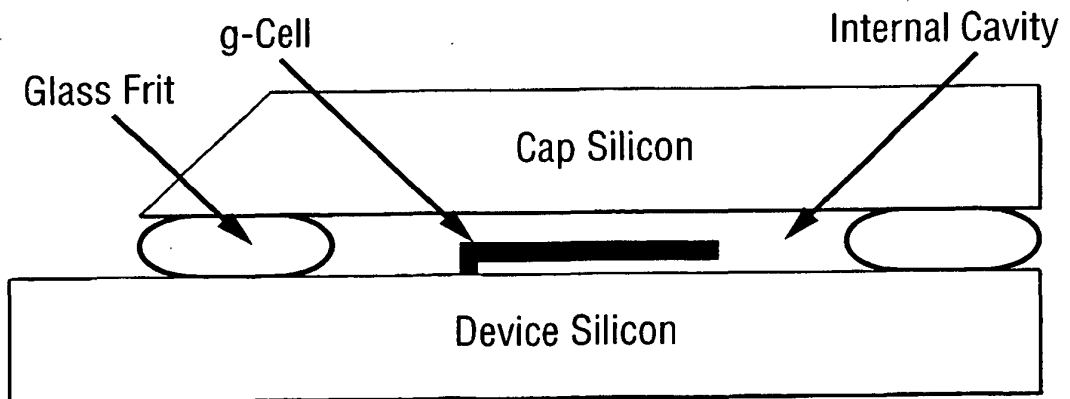 g-Cell
Internal Cavity
Glass Frit
Cap Silicon
Device Silicon